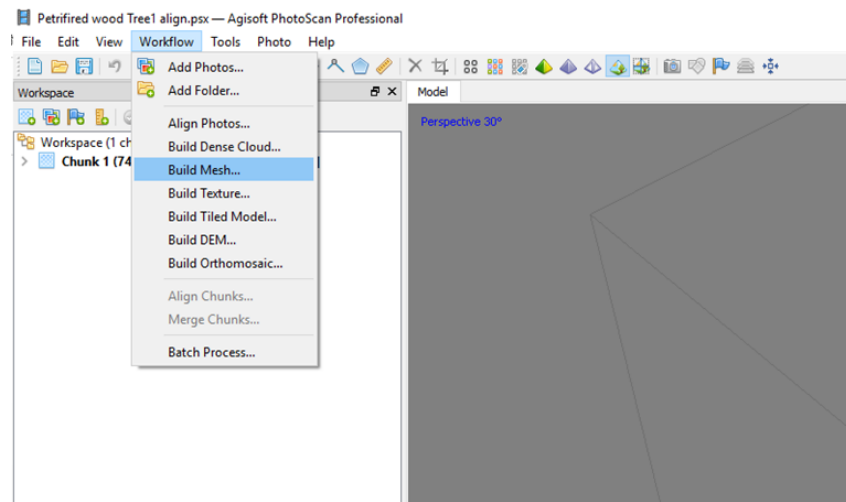 Petrifired wood Tree1 align.psx — Agisoft PhotoScan Professional
File Edit View Workflow Tools Photo Help
Workspace
Model
Add Photos...
Add Folder...
Align Photos...
Build Dense Cloud...
Build Mesh...
Build Texture...
Build Tiled Model...
Build DEM...
Build Orthomosaic...
Align Chunks...
Merge Chunks...
Batch Process...
Workspace (1 ch
Chunk 1 (74
Perspective 30°